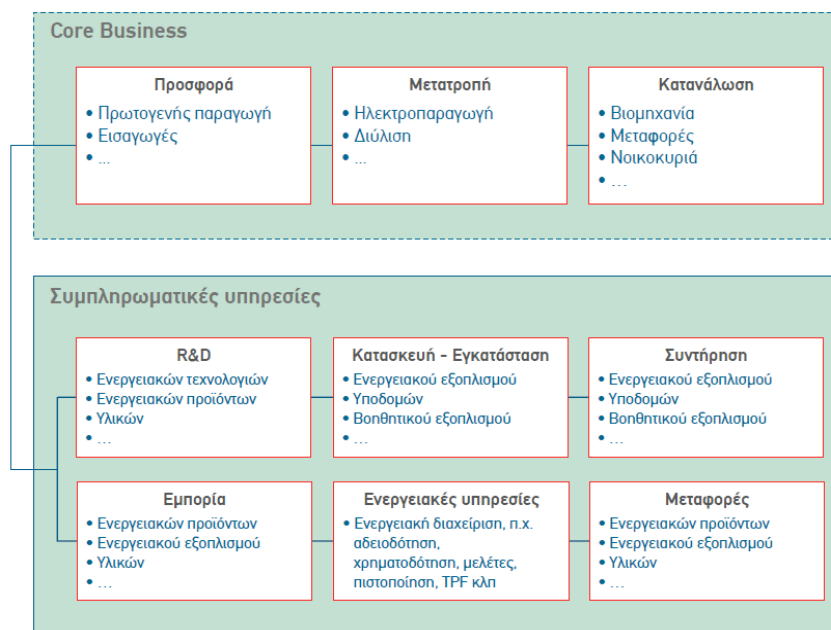 Core Business
Προσφορά
• Πρωτογενής παραγωγή
• Εισαγωγές
• ...
Μετατροπή
• Ηλεκτροπαραγωγή
• Διύλιση
• ...
Κατανάλωση
• Βιομηχανία
• Μεταφορές
• Νοικοκυριά
• ...
Συμπληρωματικές υπηρεσίες
R&D
• Ενεργειακών τεχνολογιών
• Ενεργειακών προϊόντων
• Υλικών
• ...
Κατασκευή - Εγκατάσταση
• Ενεργειακού εξοπλισμού
• Υποδομών
• Βοηθητικού εξοπλισμού
• ...
Συντήρηση
• Ενεργειακού εξοπλισμού
• Υποδομών
• Βοηθητικού εξοπλισμού
• ...
Εμπορία
• Ενεργειακών προϊόντων
• Ενεργειακού εξοπλισμού
• Υλικών
• ...
Ενεργειακές υπηρεσίες
• Ενεργειακή διαχείριση, π.χ.
αδειοδότηση,
χρηματοδότηση, μελέτες,
πιστοποίηση, TPF κλπ
Μεταφορές
• Ενεργειακών προϊόντων
• Ενεργειακού εξοπλισμού
• Υλικών
• ...